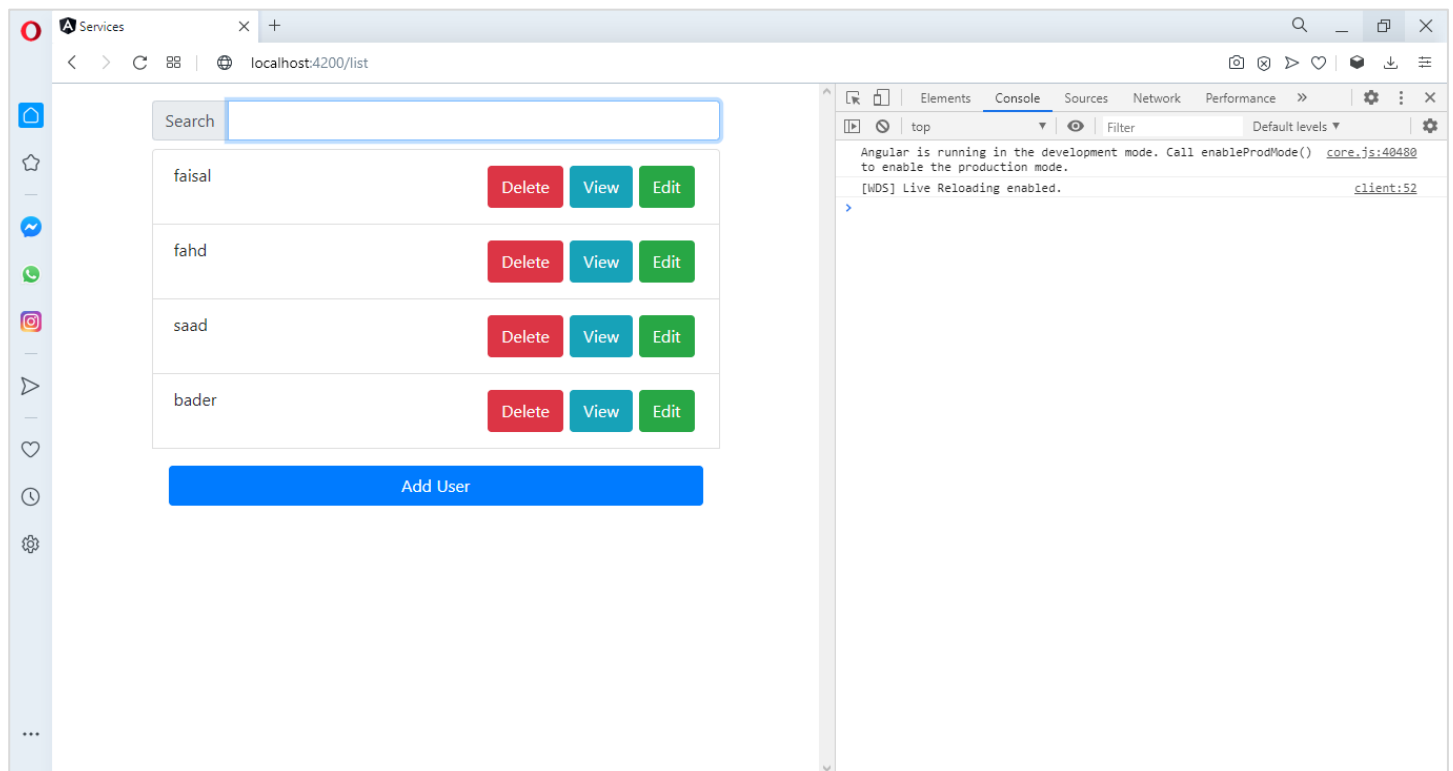 Services
localhost:4200/list
Search
faisal
Delete View Edit
fahd
Delete View Edit
saad
Delete View Edit
bader
Delete View Edit
Add User
Elements Console Sources Network Performance
top Filter Default levels
Angular is running in the development mode. Call enableProdMode() core.js:40480
to enable the production mode.
[WDS] Live Reloading enabled. client:52